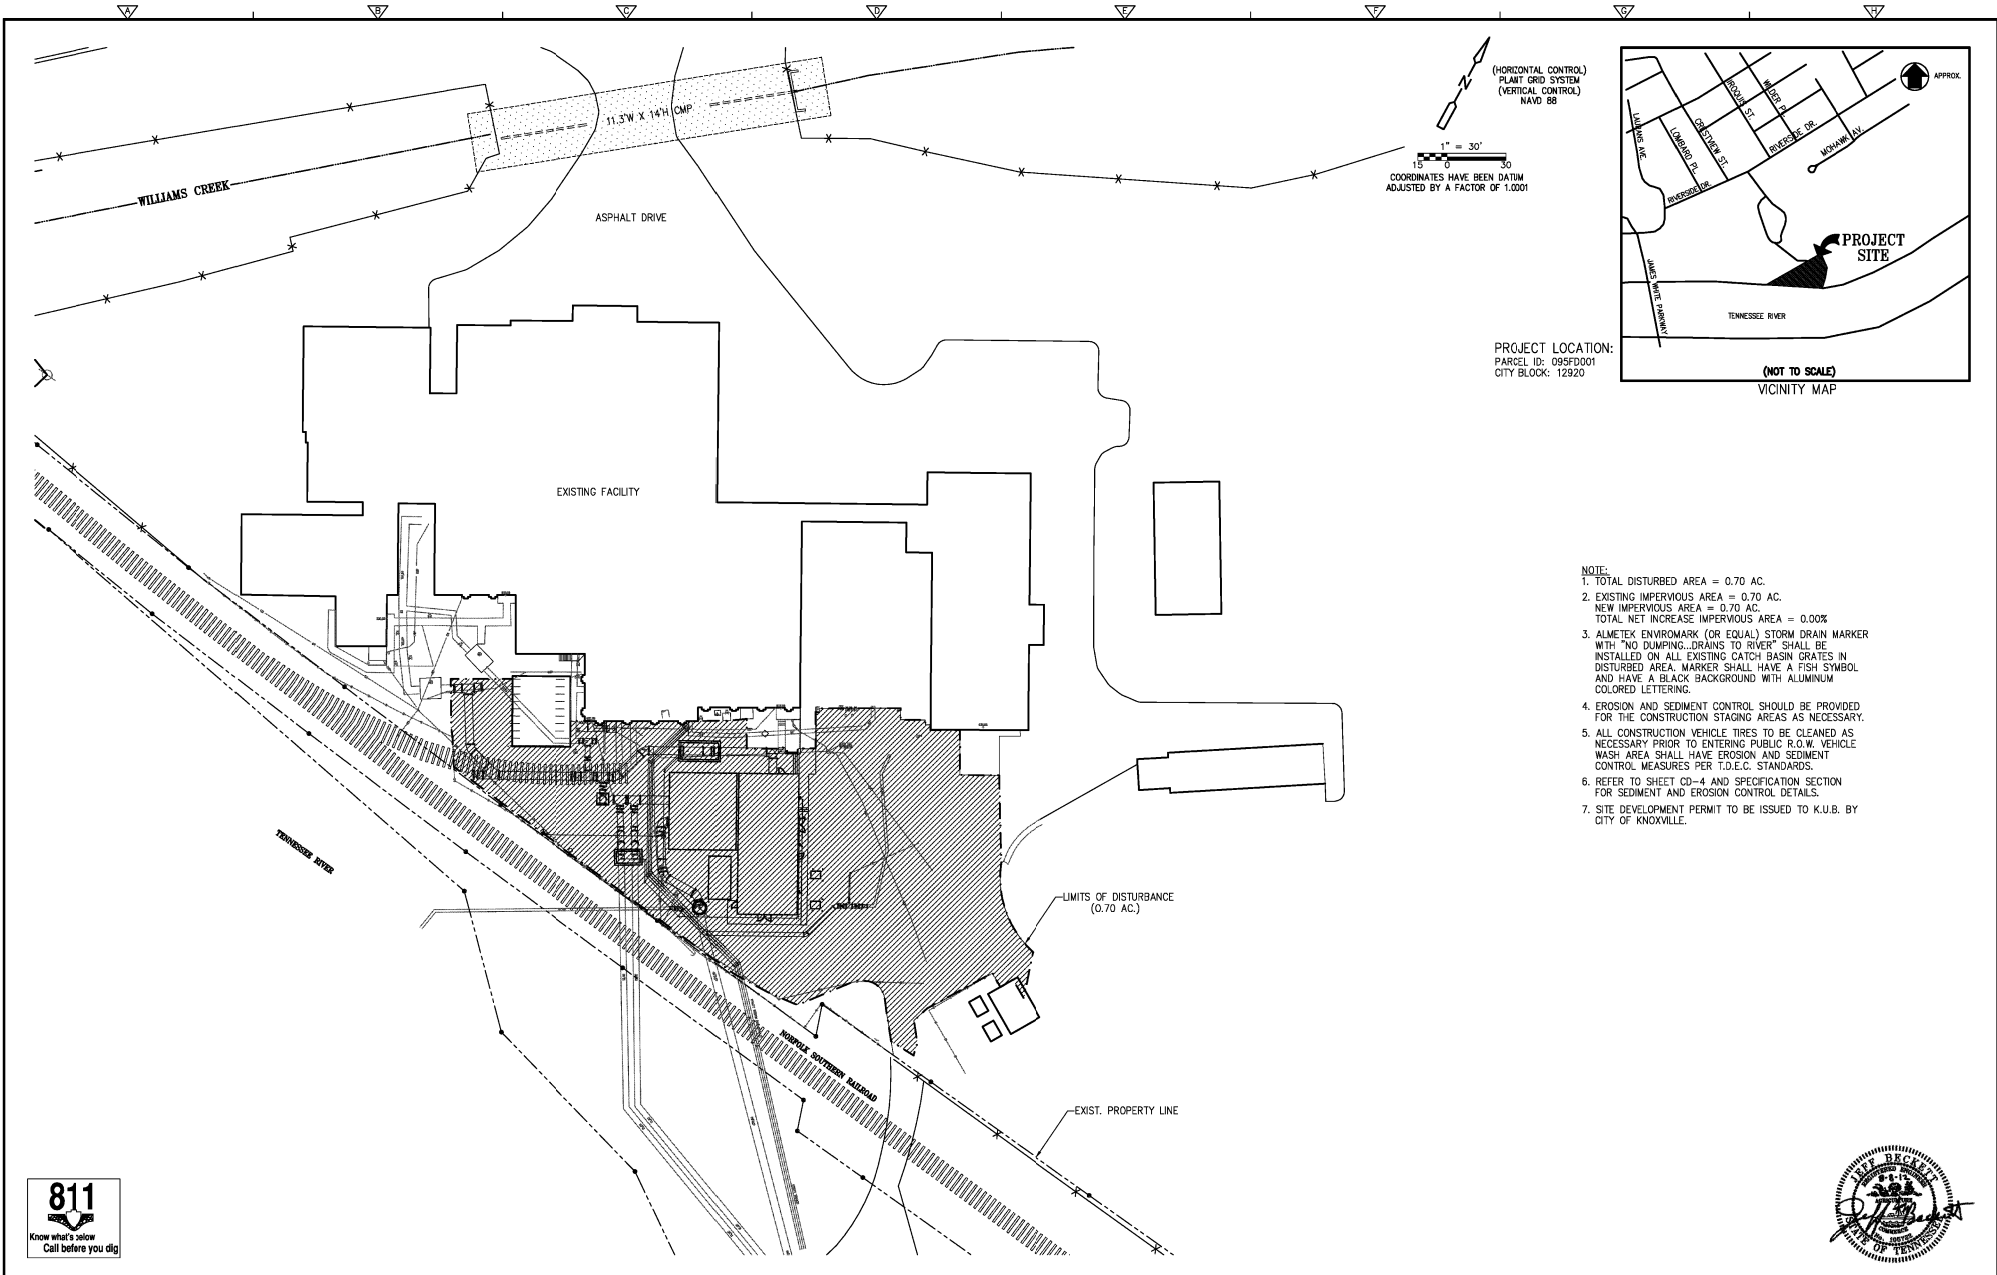 A
B
C
D
E
F
G
H
(HORIZONTAL CONTROL)
PLANT GRID SYSTEM
(VERTICAL CONTROL)
NAVD 88
N
1" = 30'
15 0 30
COORDINATES HAVE BEEN DATUM
ADJUSTED BY A FACTOR OF 1.0001
APPROX.
IROQUIS ST.
WILDER PL.
LAURANS AVE.
LOMBARD PL.
CRESTVIEW ST.
RIVERSIDE DR.
MOHAWK AV.
RIVERSIDE DR.
PROJECT
SITE
JAMES WHITE PARKWAY
TENNESSEE RIVER
(NOT TO SCALE)
VICINITY MAP
PROJECT LOCATION:
PARCEL ID: 095FD001
CITY BLOCK: 12920
11.3'W X 14'H CMP
WILLIAMS CREEK
ASPHALT DRIVE
EXISTING FACILITY
NOTE:
1. TOTAL DISTURBED AREA = 0.70 AC.
2. EXISTING IMPERVIOUS AREA = 0.70 AC.
NEW IMPERVIOUS AREA = 0.70 AC.
TOTAL NET INCREASE IMPERVIOUS AREA = 0.00%
3. ALMETEK ENVIROMARK (OR EQUAL) STORM DRAIN MARKER
WITH "NO DUMPING...DRAINS TO RIVER" SHALL BE
INSTALLED ON ALL EXISTING CATCH BASIN GRATES IN
DISTURBED AREA. MARKER SHALL HAVE A FISH SYMBOL
AND HAVE A BLACK BACKGROUND WITH ALUMINUM
COLORED LETTERING.
4. EROSION AND SEDIMENT CONTROL SHOULD BE PROVIDED
FOR THE CONSTRUCTION STAGING AREAS AS NECESSARY.
5. ALL CONSTRUCTION VEHICLE TIRES TO BE CLEANED AS
NECESSARY PRIOR TO ENTERING PUBLIC R.O.W. VEHICLE
WASH AREA SHALL HAVE EROSION AND SEDIMENT
CONTROL MEASURES PER T.D.E.C. STANDARDS.
6. REFER TO SHEET CD-4 AND SPECIFICATION SECTION
FOR SEDIMENT AND EROSION CONTROL DETAILS.
7. SITE DEVELOPMENT PERMIT TO BE ISSUED TO K.U.B. BY
CITY OF KNOXVILLE.
TENNESSEE RIVER
LIMITS OF DISTURBANCE
(0.70 AC.)
NORFOLK SOUTHERN RAILROAD
EXIST. PROPERTY LINE
811
Know what's below
Call before you dig
JEFF BECKETT
REGISTERED ENGINEER
AGRICULTURE
COMMERCE
STATE OF TENNESSEE